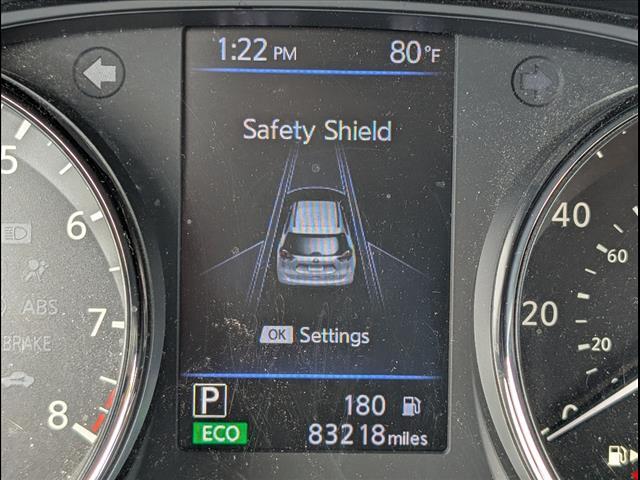 1:22 PM 80°F
Safety Shield
OK Settings
P 180
ECO 83218 miles
5
6
7
8
ABS
BRAKE
40
60
20
20
0